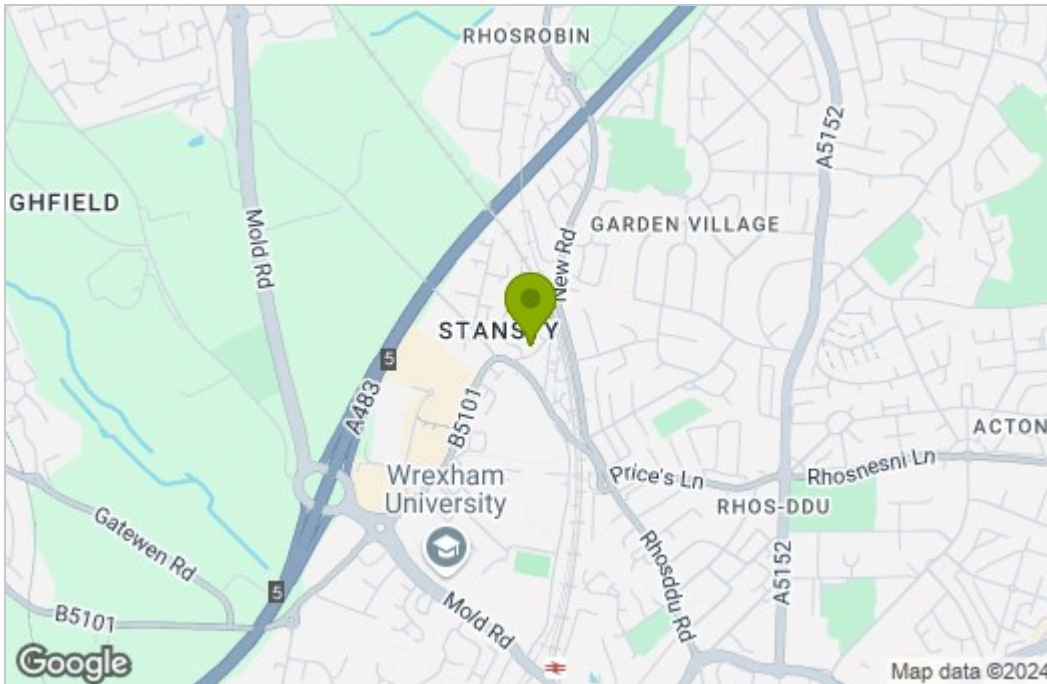 RHOSROBIN
A5152
GHFIELD
Mold Rd
GARDEN VILLAGE
New Rd
STANS Y
5
A483
B5101
ACTON
Wrexham
University
Price's Ln
Rhosnesni Ln
RHOS-DDU
Gatewen Rd
Rhosddu Rd
A5152
5
B5101
Mold Rd
Google
Map data ©2024